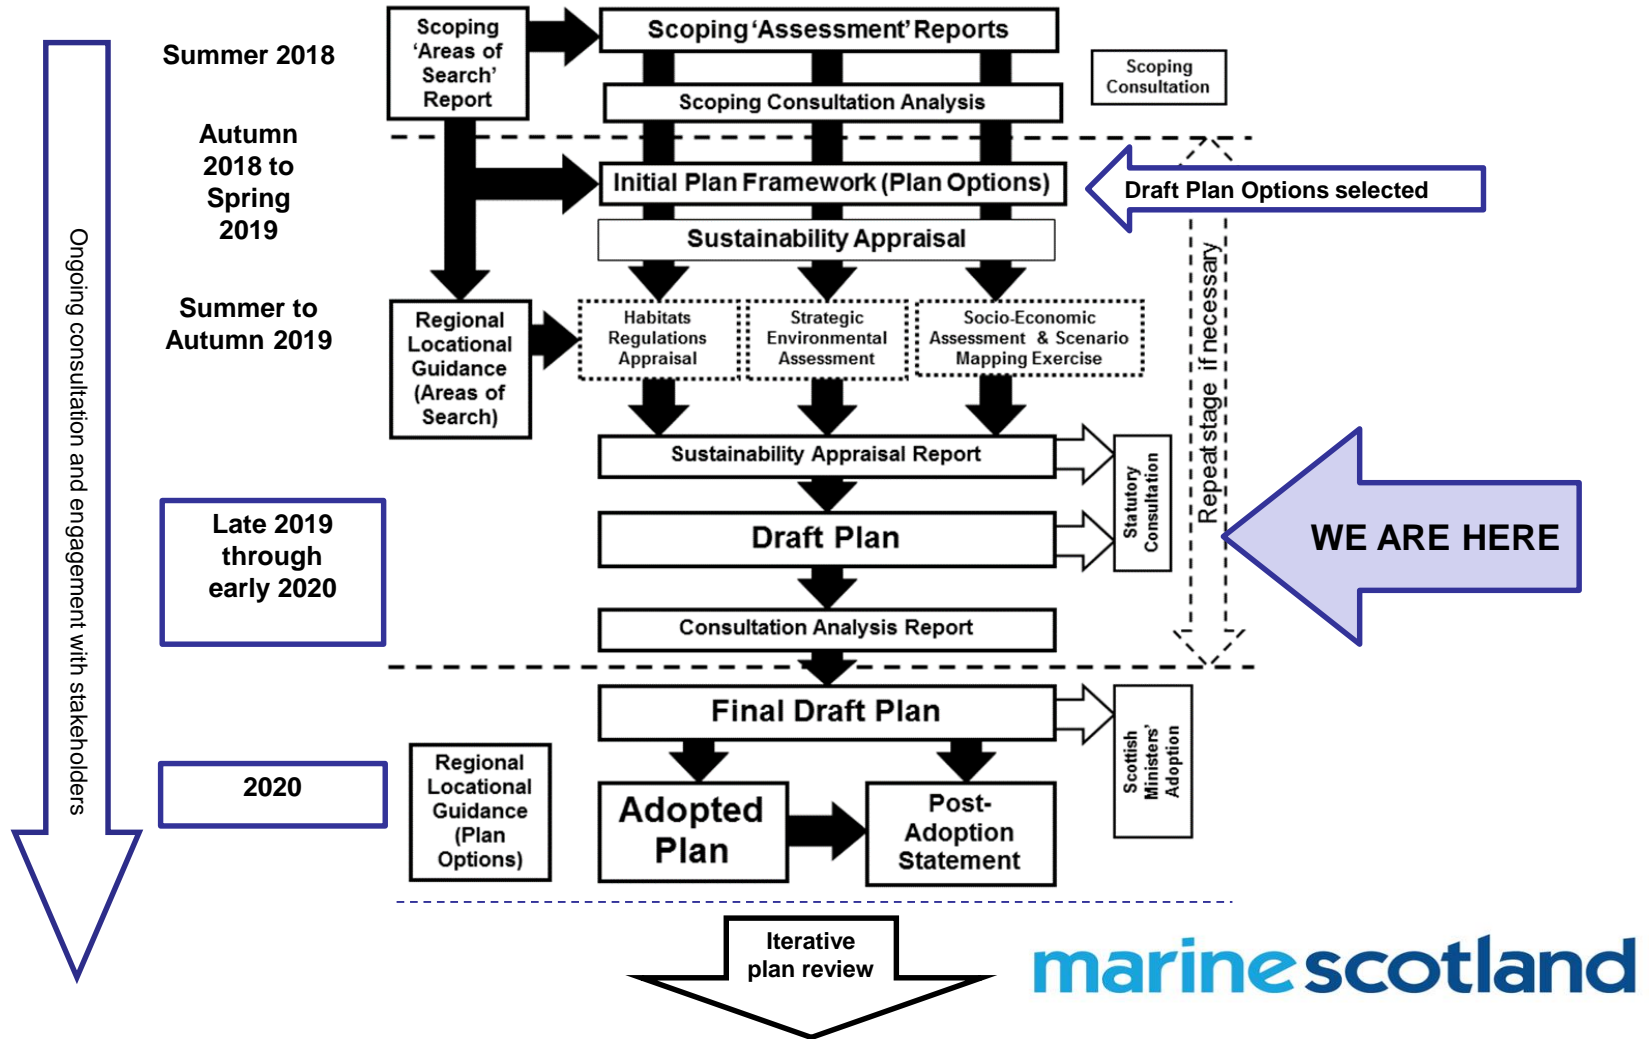 Ongoing consultation and engagement with stakeholders
Summer 2018
Scoping
‘Areas of
Search’
Report
Scoping ‘Assessment’ Reports
Scoping Consultation Analysis
Scoping
Consultation
Autumn
2018 to
Spring
2019
Initial Plan Framework (Plan Options)
Draft Plan Options selected
Sustainability Appraisal
Repeat stage if necessary
Summer to
Autumn 2019
Regional
Locational
Guidance
(Areas of
Search)
Habitats
Regulations
Appraisal
Strategic
Environmental
Assessment
Socio-Economic
Assessment & Scenario
Mapping Exercise
Sustainability Appraisal Report
Statutory
Consultation
Late 2019
through
early 2020
Draft Plan
WE ARE HERE
Consultation Analysis Report
Final Draft Plan
Scottish
Ministers’
Adoption
2020
Regional
Locational
Guidance
(Plan
Options)
Adopted
Plan
Post-
Adoption
Statement
Iterative
plan review
marinescotland